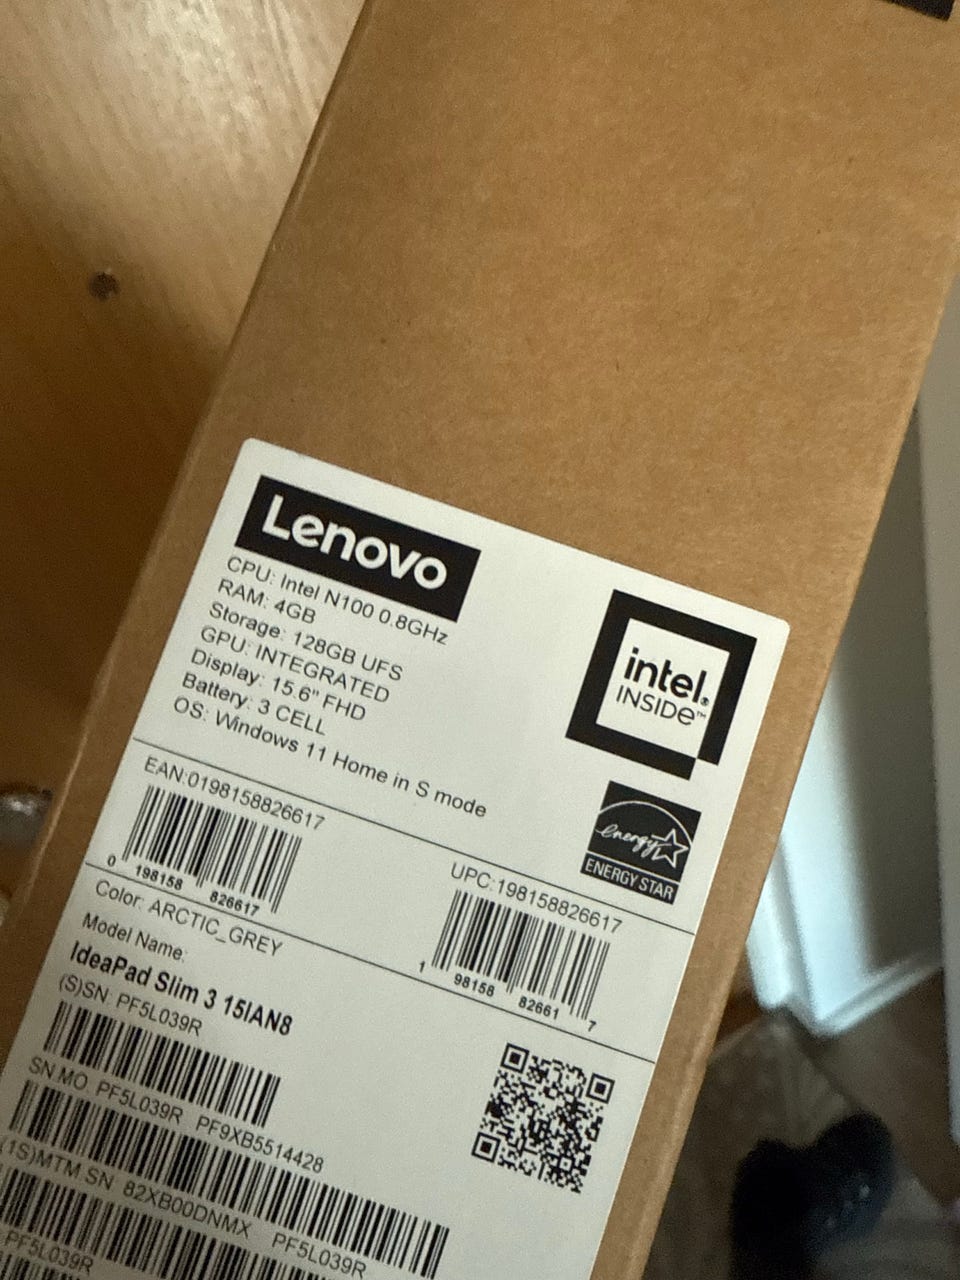 Lenovo
CPU: Intel N100 0.8GHz
RAM: 4GB
Storage: 128GB UFS
GPU: INTEGRATED
Display: 15.6" FHD
Battery: 3 CELL
OS: Windows 11 Home in S mode
intel®
INSIDE™
energy
ENERGY STAR
EAN:0198158826617
0 198158 826617
UPC:198158826617
1 98158 82661 7
Color: ARCTIC_GREY
Model Name:
IdeaPad Slim 3 15IAN8
(S)SN: PF5L039R
SN MO PF5L039R PF9XB5514428
(1S)MTM SN 82XB00DNMX PF5L039R
PF5L039R